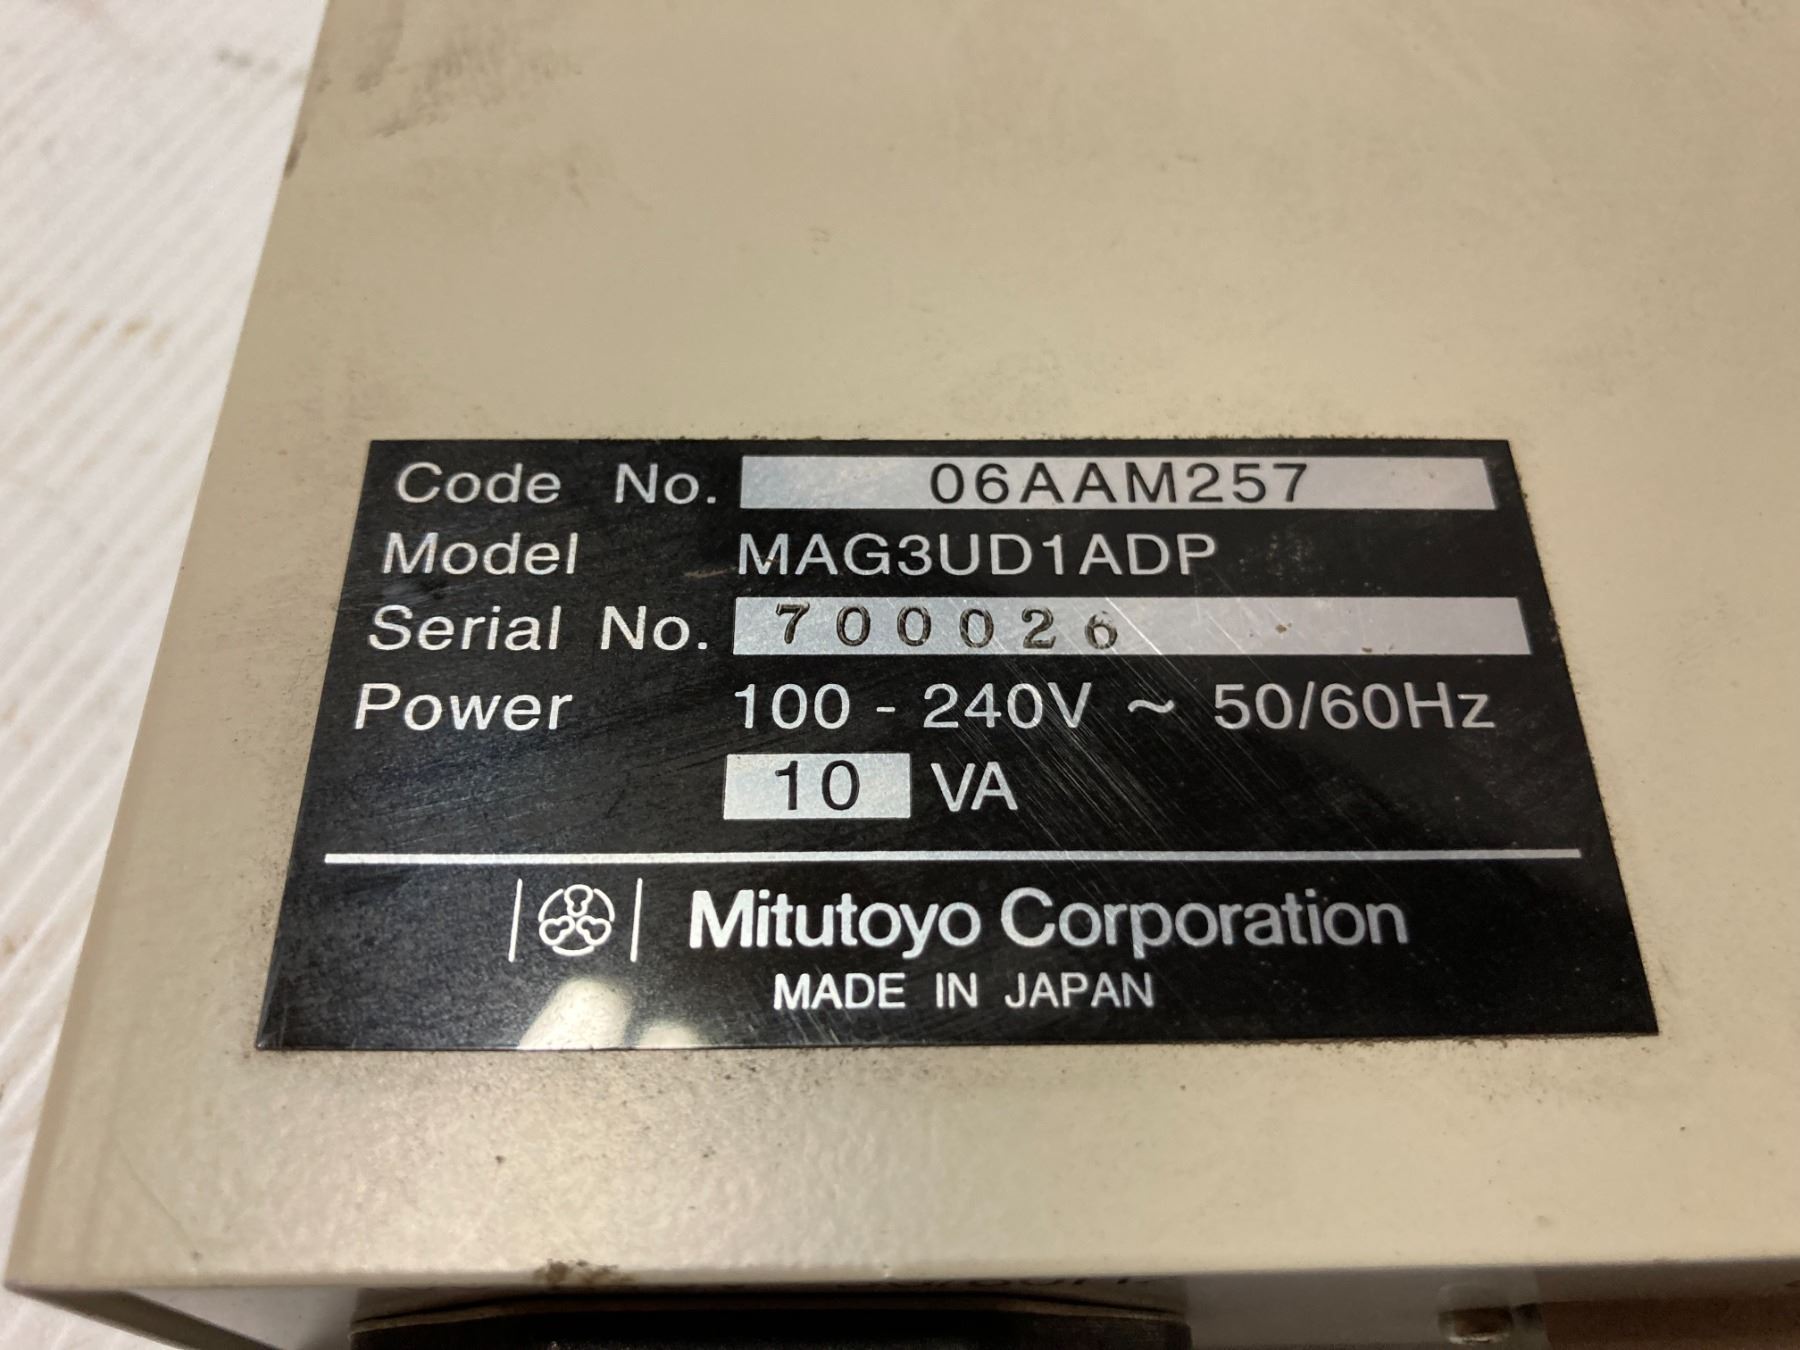 Code No. 06AAM257
Model MAG3UD1ADP
Serial No. 700026
Power 100 - 240V ~ 50/60Hz
10 VA
Mitutoyo Corporation
MADE IN JAPAN